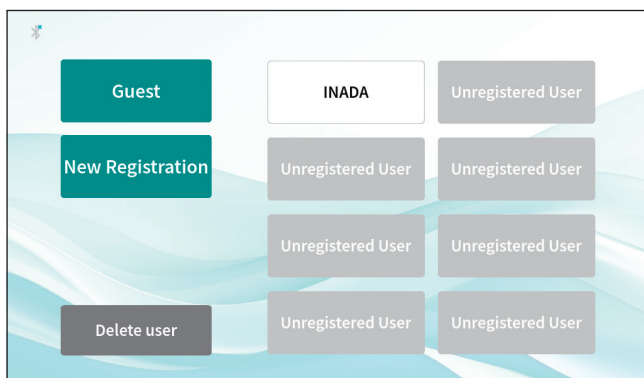 Guest
INADA
Unregistered User
New Registration
Unregistered User
Unregistered User
Unregistered User
Unregistered User
Delete user
Unregistered User
Unregistered User